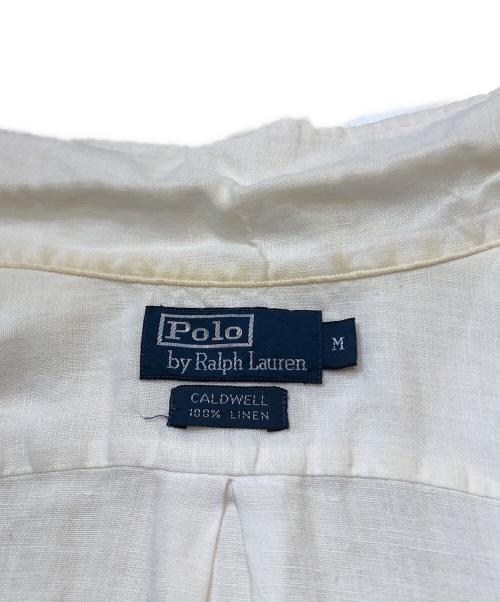 Polo
by Ralph Lauren
M
CALDWELL
100% LINEN